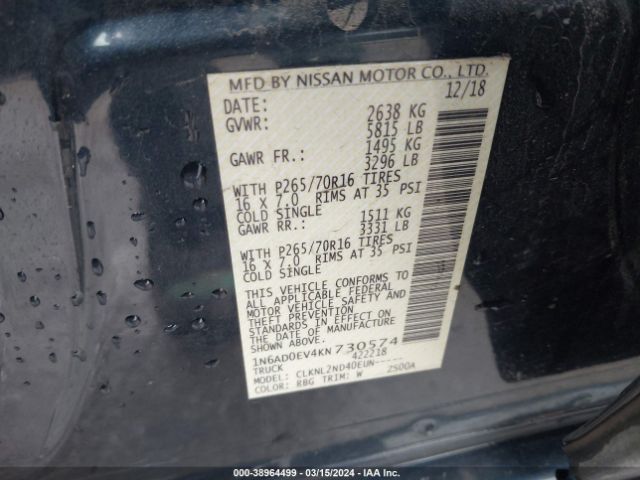 MFD BY NISSAN MOTOR CO., LTD.
DATE: 12/18
GVWR: 2638 KG
5815 LB
GAWR FR.: 1495 KG
3296 LB
WITH P265/70R16 TIRES
16 X 7.0 RIMS AT 35 PSI
COLD SINGLE
GAWR RR.: 1511 KG
3331 LB
WITH P265/70R16 TIRES
16 X 7.0 RIMS AT 35 PSI
COLD SINGLE
THIS VEHICLE CONFORMS TO
ALL APPLICABLE FEDERAL
MOTOR VEHICLE SAFETY AND
THEFT PREVENTION
STANDARDS IN EFFECT ON
THE DATE OF MANUFACTURE
SHOWN ABOVE.
1N6AD0EV4KN730574
TRUCK 422218
MODEL: CLKNL2ND40EUN-----
COLOR: RBG TRIM: W ZS00A
000-38964499 — 03/15/2024 — IAA Inc.